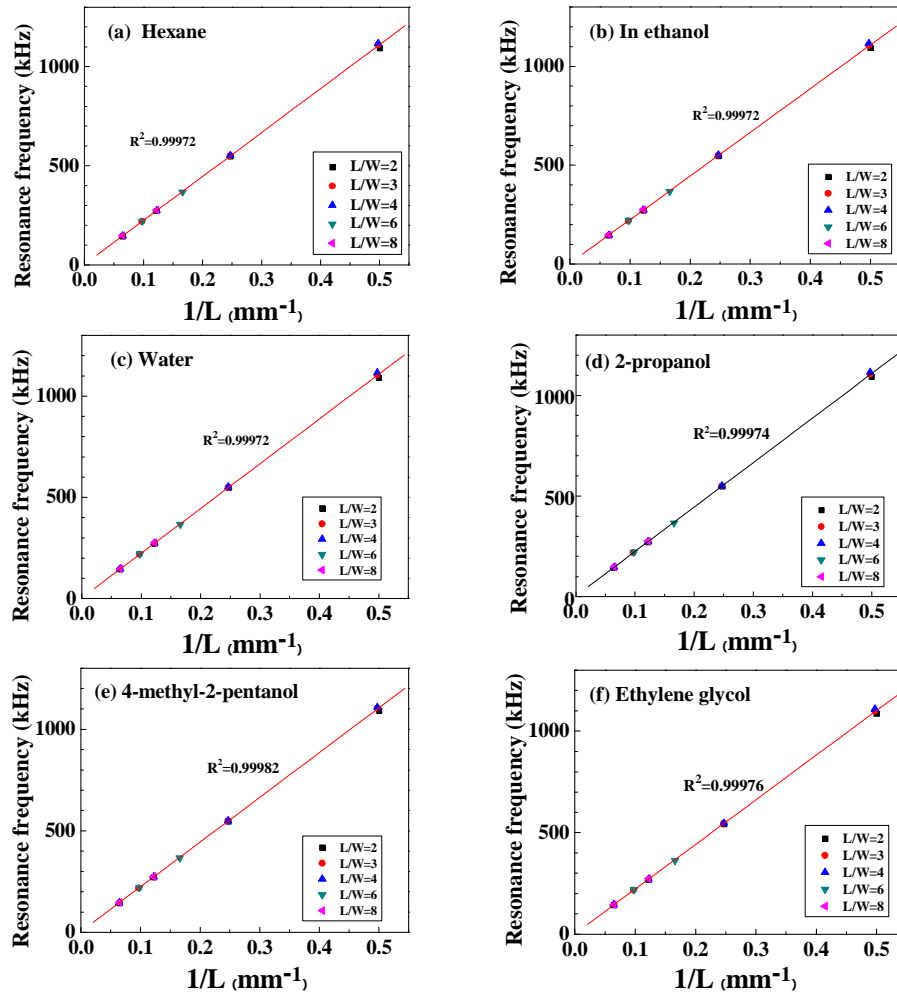 (a) Hexane
Resonance frequency (kHz)
1000
500
0
R²=0.99972
L/W=2
L/W=3
L/W=4
L/W=6
L/W=8
0.0 0.1 0.2 0.3 0.4 0.5
1/L (mm⁻¹)
(b) In ethanol
Resonance frequency (kHz)
1000
500
0
R²=0.99972
L/W=2
L/W=3
L/W=4
L/W=6
L/W=8
0.0 0.1 0.2 0.3 0.4 0.5
1/L (mm⁻¹)
(c) Water
Resonance frequency (kHz)
1000
500
0
R²=0.99972
L/W=2
L/W=3
L/W=4
L/W=6
L/W=8
0.0 0.1 0.2 0.3 0.4 0.5
1/L (mm⁻¹)
(d) 2-propanol
Resonance frequency (kHz)
1000
500
0
R²=0.99974
L/W=2
L/W=3
L/W=4
L/W=6
L/W=8
0.0 0.1 0.2 0.3 0.4 0.5
1/L (mm⁻¹)
(e) 4-methyl-2-pentanol
Resonance frequency (kHz)
1000
500
0
R²=0.99982
L/W=2
L/W=3
L/W=4
L/W=6
L/W=8
0.0 0.1 0.2 0.3 0.4 0.5
1/L (mm⁻¹)
(f) Ethylene glycol
Resonance frequency (kHz)
1000
500
0
R²=0.99976
L/W=2
L/W=3
L/W=4
L/W=6
L/W=8
0.0 0.1 0.2 0.3 0.4 0.5
1/L (mm⁻¹)